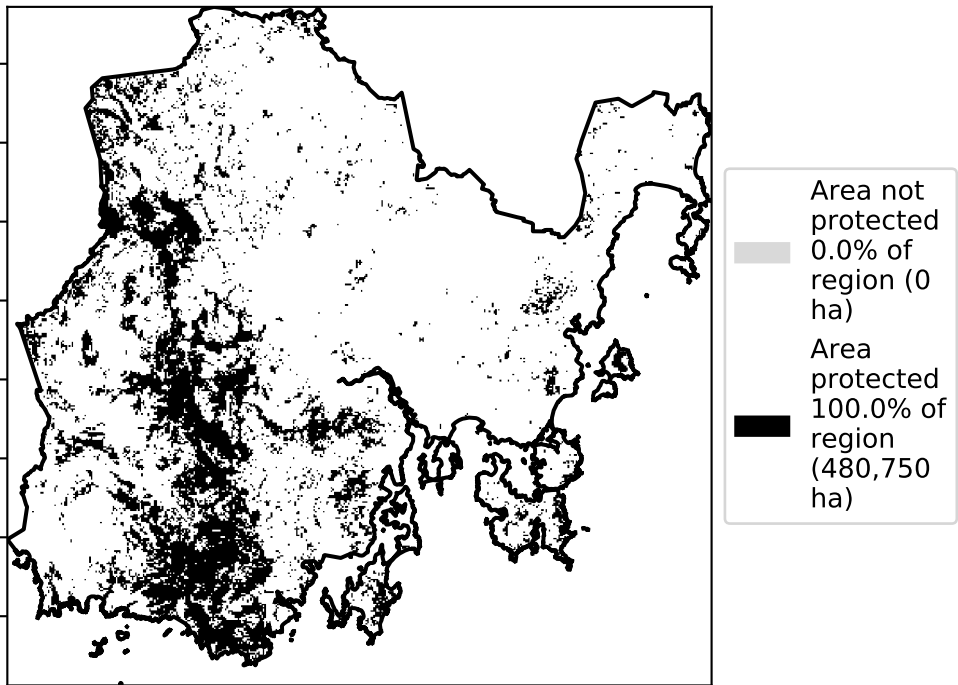 Area not
protected
0.0% of
region (0
ha)
Area
protected
100.0% of
region
(480,750
ha)